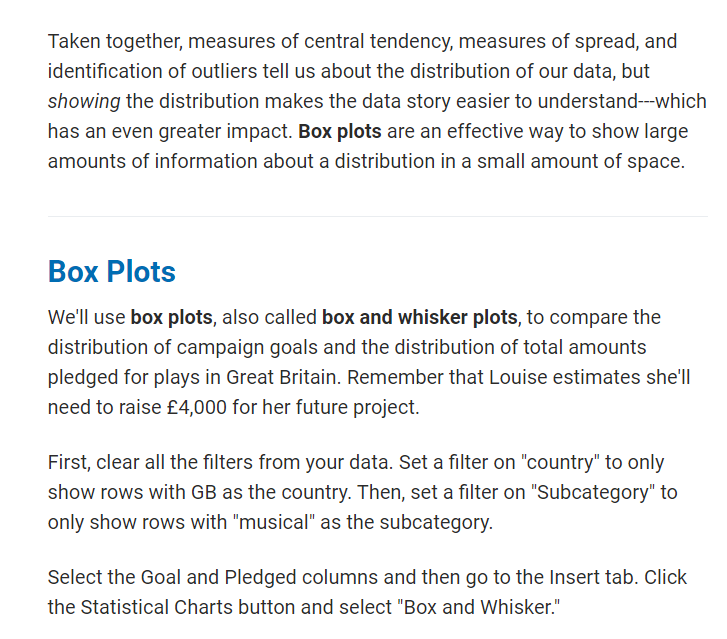 Taken together, measures of central tendency, measures of spread, and
identification of outliers tell us about the distribution of our data, but
showing the distribution makes the data story easier to understand---which
has an even greater impact. Box plots are an effective way to show large
amounts of information about a distribution in a small amount of space.
Box Plots
We'll use box plots, also called box and whisker plots, to compare the
distribution of campaign goals and the distribution of total amounts
pledged for plays in Great Britain. Remember that Louise estimates she'll
need to raise £4,000 for her future project.
First, clear all the filters from your data. Set a filter on "country" to only
show rows with GB as the country. Then, set a filter on "Subcategory" to
only show rows with "musical" as the subcategory.
Select the Goal and Pledged columns and then go to the Insert tab. Click
the Statistical Charts button and select "Box and Whisker."